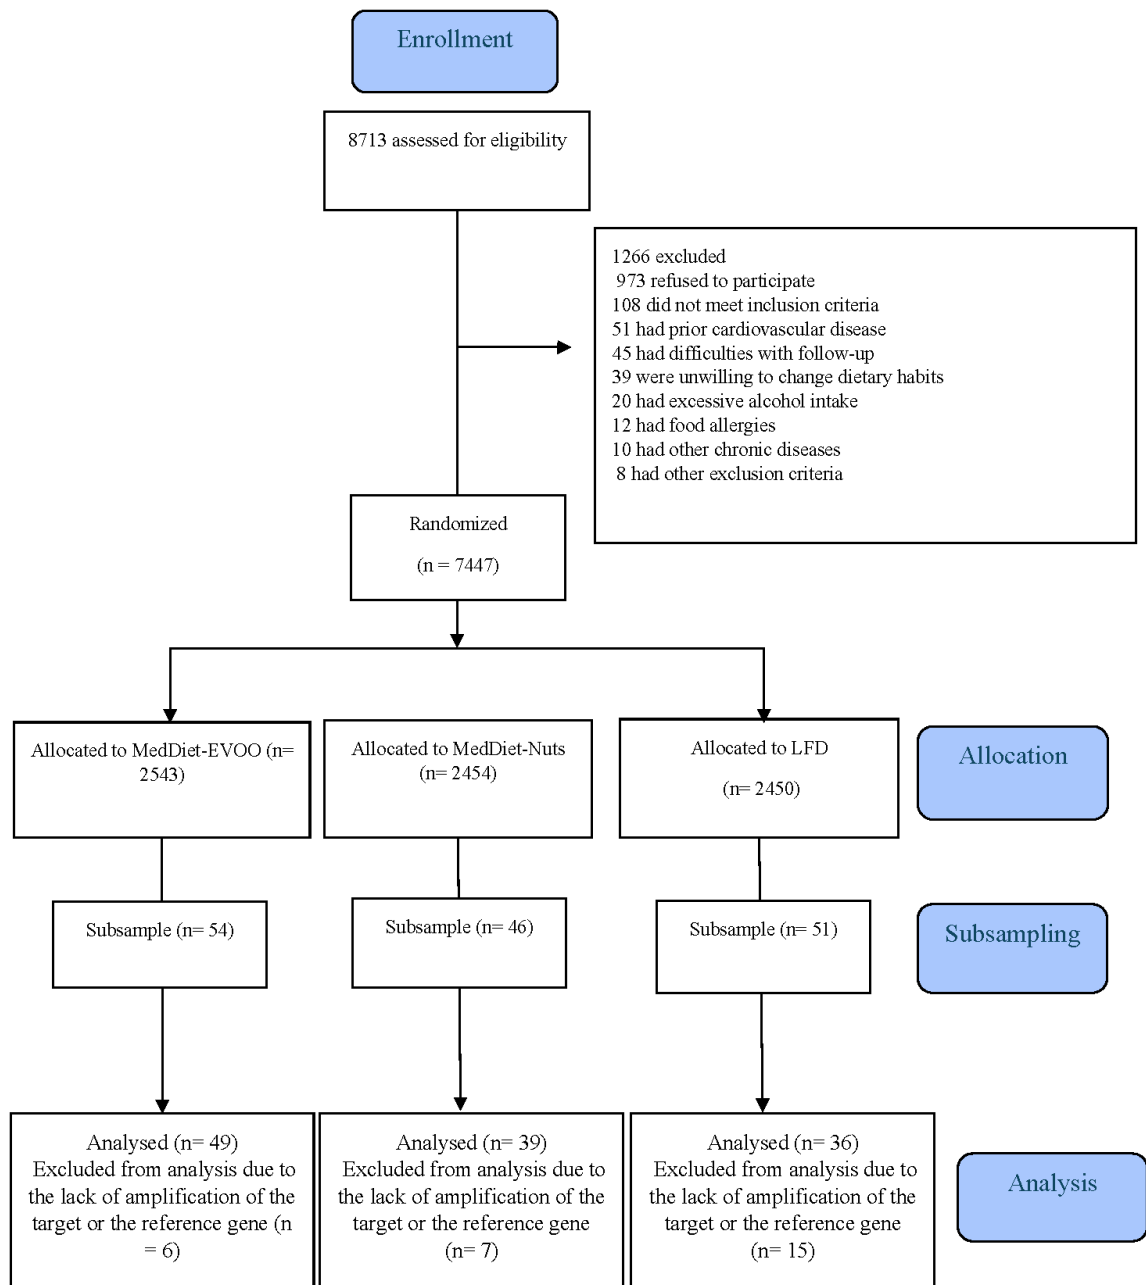 Enrollment
8713 assessed for eligibility
1266 excluded
973 refused to participate
108 did not meet inclusion criteria
51 had prior cardiovascular disease
45 had difficulties with follow-up
39 were unwilling to change dietary habits
20 had excessive alcohol intake
12 had food allergies
10 had other chronic diseases
8 had other exclusion criteria
Randomized
(n = 7447)
Allocated to MedDiet-EVOO (n=
2543)
Allocated to MedDiet-Nuts
(n= 2454)
Allocated to LFD
(n= 2450)
Allocation
Subsample (n= 54)
Subsample (n= 46)
Subsample (n= 51)
Subsampling
Analysed (n= 49)
Excluded from analysis due to
the lack of amplification of the
target or the reference gene (n
= 6)
Analysed (n= 39)
Excluded from analysis due to
the lack of amplification of the
target or the reference gene
(n= 7)
Analysed (n= 36)
Excluded from analysis due to
the lack of amplification of the
target or the reference gene
(n= 15)
Analysis